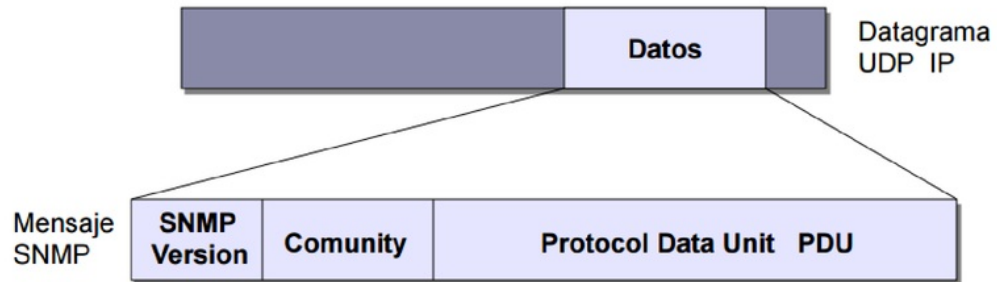 Datos
Datagrama
UDP IP
Mensaje
SNMP
SNMP
Version
Comunity
Protocol Data Unit PDU